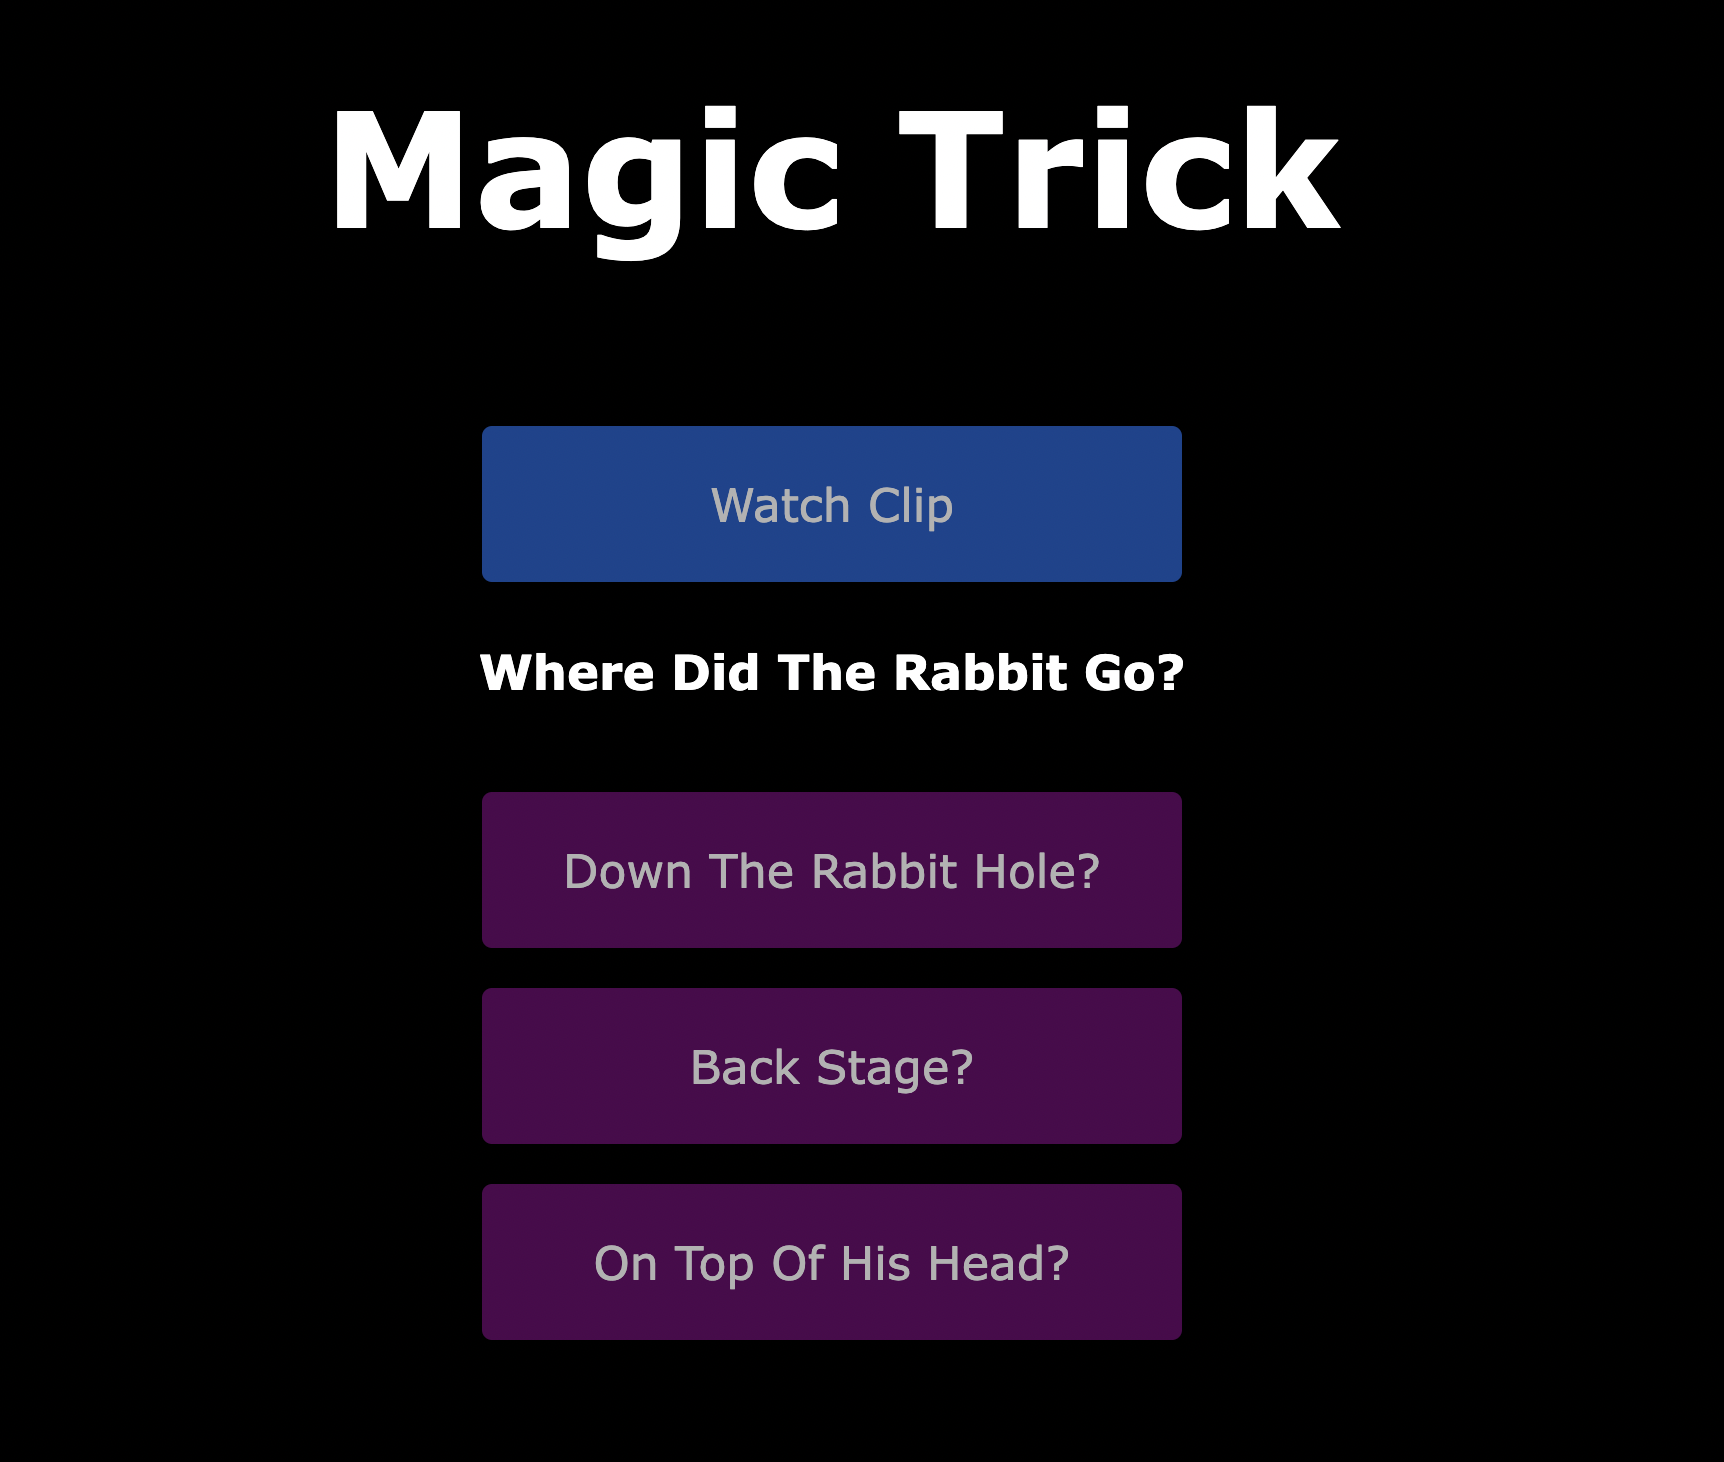 Magic Trick
Watch Clip
Where Did The Rabbit Go?
Down The Rabbit Hole?
Back Stage?
On Top Of His Head?